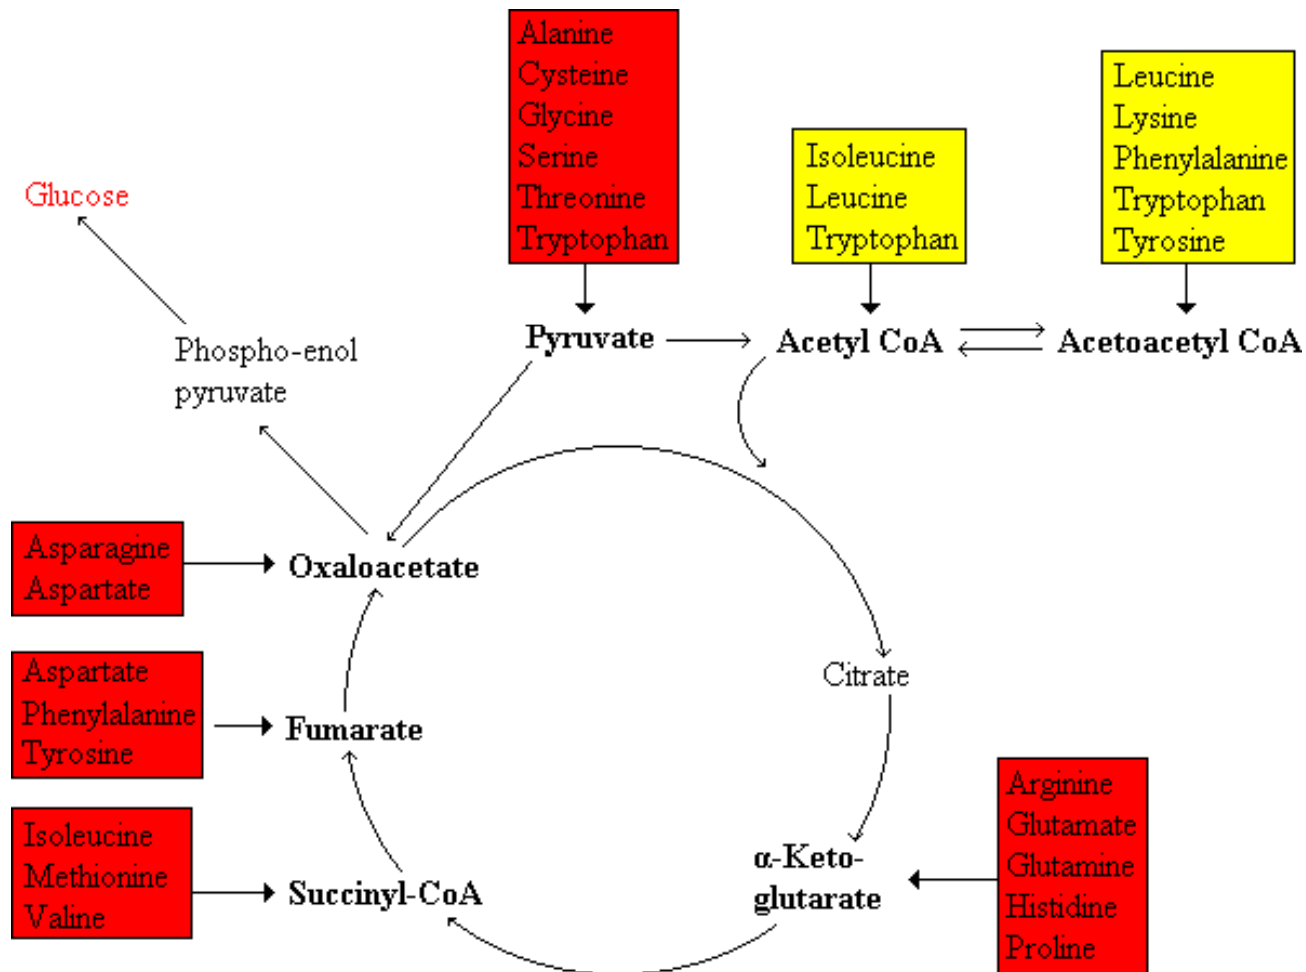 Alanine
Cysteine
Glycine
Serine
Threonine
Tryptophan
Isoleucine
Leucine
Tryptophan
Leucine
Lysine
Phenylalanine
Tryptophan
Tyrosine
Glucose
Phospho-enol
pyruvate
Pyruvate
Acetyl CoA
Acetoacetyl CoA
Asparagine
Aspartate
Oxaloacetate
Aspartate
Phenylalanine
Tyrosine
Fumarate
Citrate
Isoleucine
Methionine
Valine
Succinyl-CoA
α-Keto-
glutarate
Arginine
Glutamate
Glutamine
Histidine
Proline